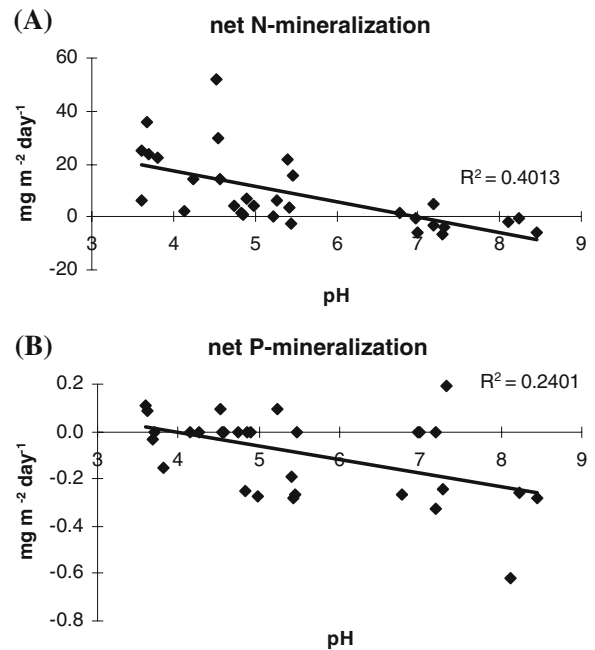 (A)
net N-mineralization
60
40
20
0
-20
mg m⁻² day⁻¹
R² = 0.4013
3 4 5 6 7 8 9
pH
(B)
net P-mineralization
R² = 0.2401
0.2
0.0
-0.2
-0.4
-0.6
-0.8
mg m⁻² day⁻¹
3 4 5 6 7 8 9
pH